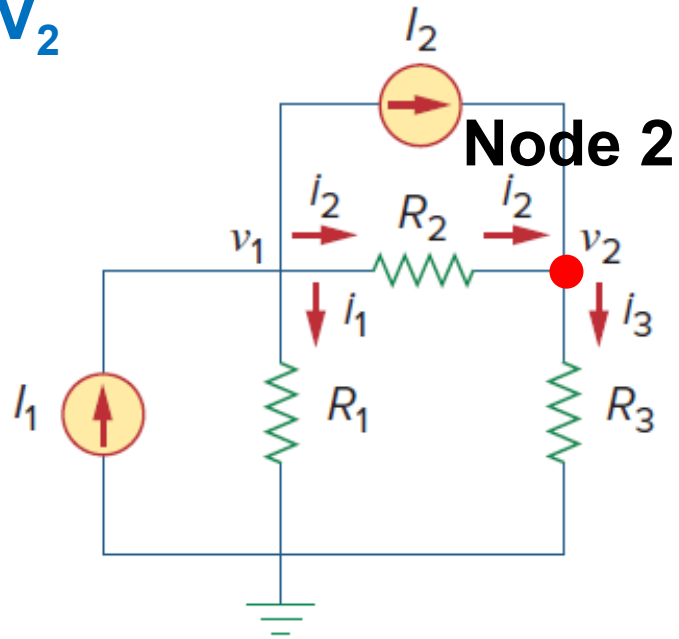 V₂
I₂
Node 2
i₂ R₂ i₂
v₁ v₂
i₁ i₃
I₁ R₁ R₃